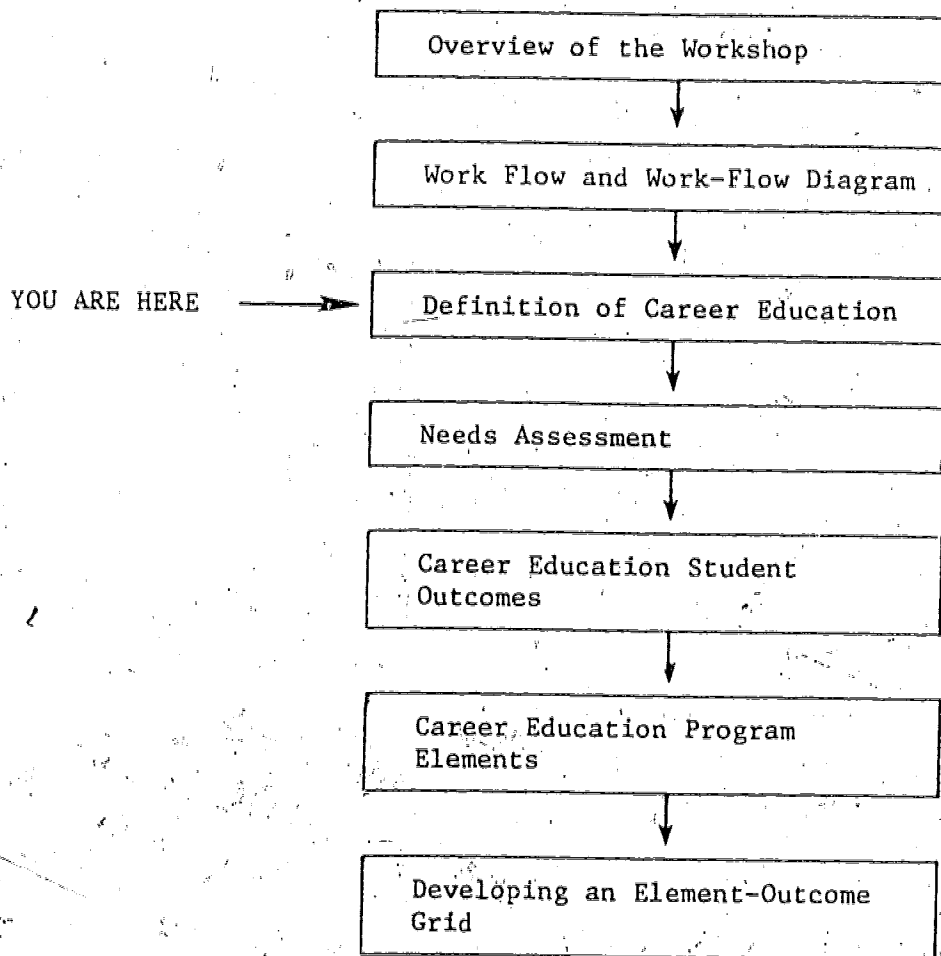 Overview of the Workshop
Work Flow and Work-Flow Diagram
YOU ARE HERE
Definition of Career Education
Needs Assessment
Career Education Student
Outcomes
Career Education Program
Elements
Developing an Element-Outcome
Grid